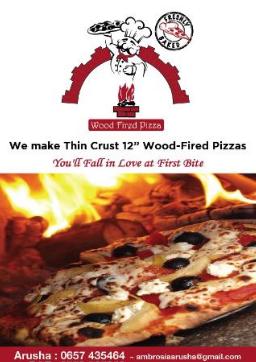 FRESHLY
BAKED
Wood Fired Pizza
We make Thin Crust 12” Wood-Fired Pizzas
You'll Fall in Love at First Bite
Arusha : 0657 435464 - ambrosiaarusha@gmail.com